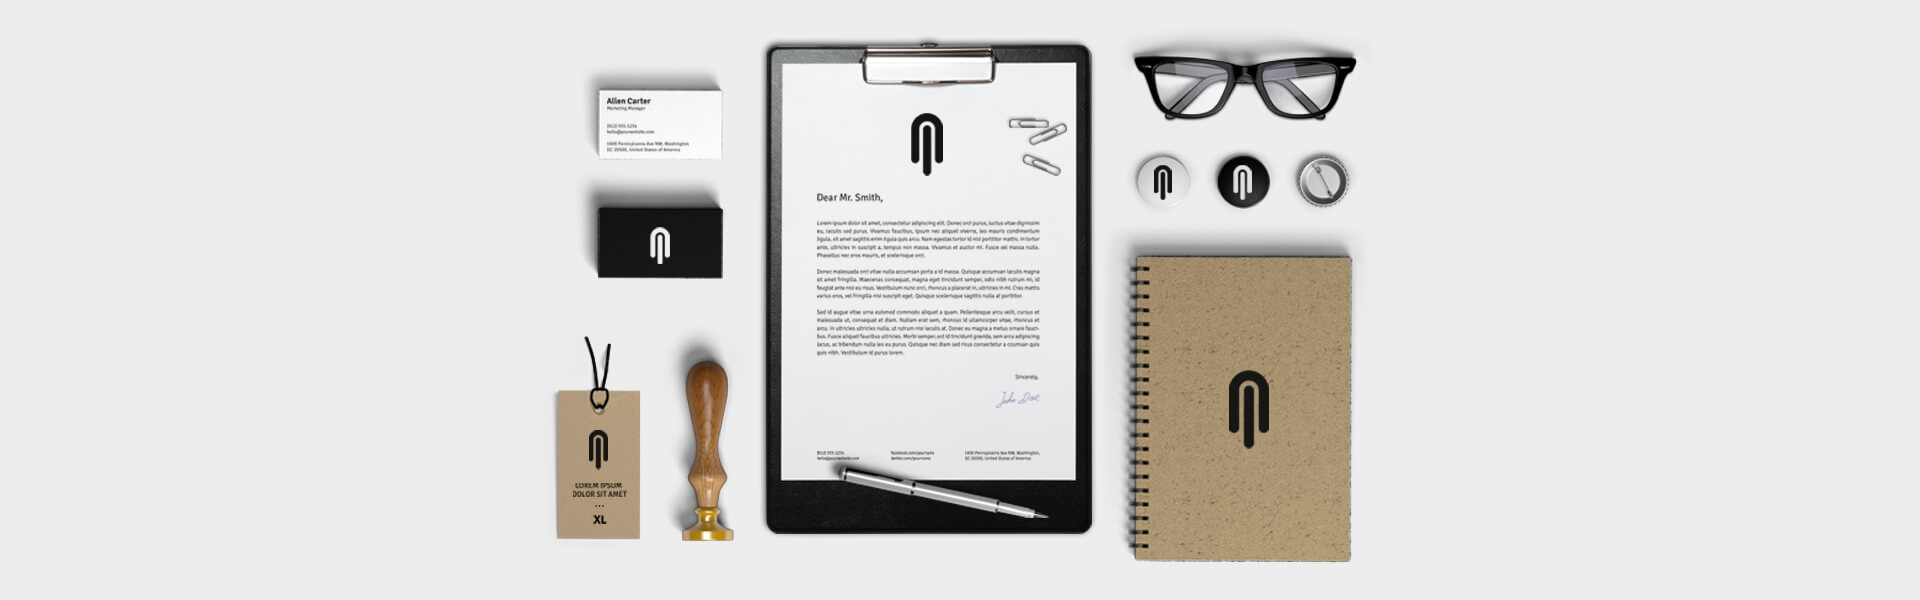 Allen Carter
Marketing Manager
(912) 555-1234
hello@yourwebsite.com
1600 Pennsylvania Ave NW, Washington
DC 20500, United States of America
LOREM IPSUM
DOLOR SIT AMET
...
XL
Dear Mr. Smith,
Lorem ipsum dolor sit amet, consectetur adipiscing elit. Donec orci purus, luctus vitae dignissim
eu, iaculis sed purus. Vivamus faucibus, ipsum nec aliquet viverra, leo mauris condimentum
ligula, sit amet sagittis enim ligula quis arcu. Nam egestas tortor id nisi porttitor mattis. In tortor
ante, ultricies in suscipit a, tempus non massa. Vivamus et auctor mi. Fusce vel massa nulla.
Phasellus nec eros mauris, et scelerisque orci.
Donec malesuada orci vitae nulla accumsan porta a id massa. Quisque accumsan iaculis magna
sit amet fringilla. Maecenas consequat, magna eget tincidunt semper, odio nibh rutrum mi, id
feugiat ante nisl eu risus. Vestibulum nunc orci, rhoncus a placerat in, ultricies in mi. Cras mattis
varius eros, vel fringilla nisl suscipit eget. Quisque scelerisque sagittis nulla at porttitor.
Sed id augue vitae urna euismod commodo aliquet a quam. Pellentesque arcu velit, cursus et
malesuada ut, consequat et diam. Nullam erat sem, rhoncus id ullamcorper vitae, rhoncus et
arcu. In ultricies ultricies nulla, ut rutrum nisi iaculis at. Donec eu magna a metus ornare fauci-
bus. Fusce aliquet faucibus ultricies. Morbi semper, est id tincidunt gravida, sem arcu adipiscing
lacus, ac bibendum nulla leo eu purus. Quisque nec diam sed risus consectetur a ccumsan quis
quis nibh. Vestibulum id purus lorem.
Sincerely,
John Doe
(912) 555-1234
hello@yourwebsite.com
facebook.com/yourname
twitter.com/yourname
1600 Pennsylvania Ave NW, Washington,
DC 20500, United States of America